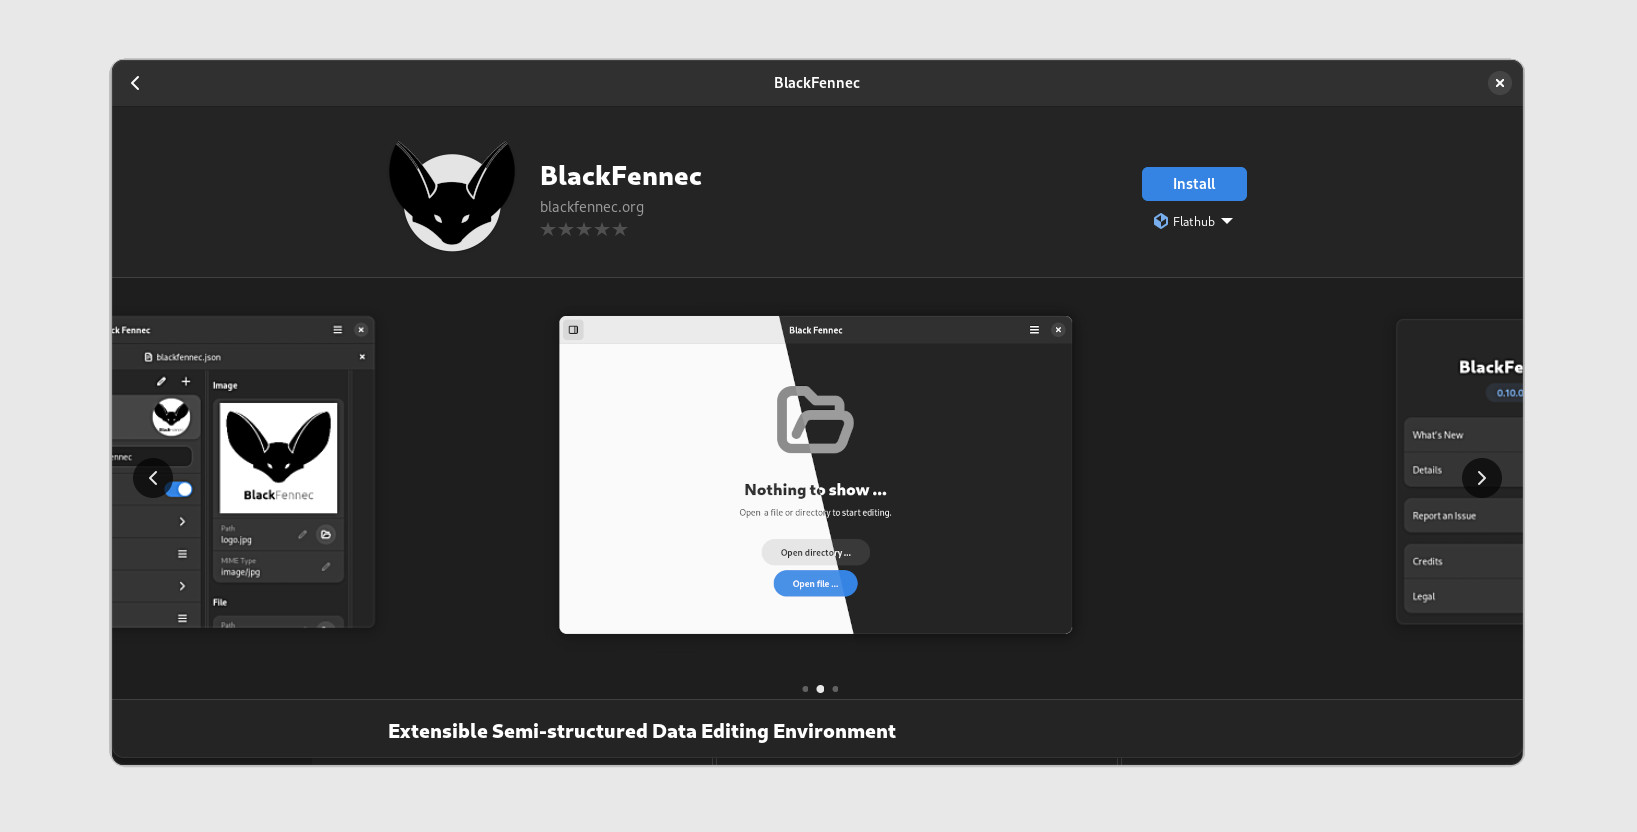 BlackFennec
BlackFennec
blackfennec.org
Install
Flathub
ck Fennec
blackfennec.json
Image
BlackFennec
ennec
Path
logo.jpg
MIME Type
image/jpg
File
Path
Black Fennec
Nothing to show ...
Open a file or directory to start editing.
Open directory ...
Open file ...
BlackFe
0.10.0
What's New
Details
Report an Issue
Credits
Legal
Extensible Semi-structured Data Editing Environment